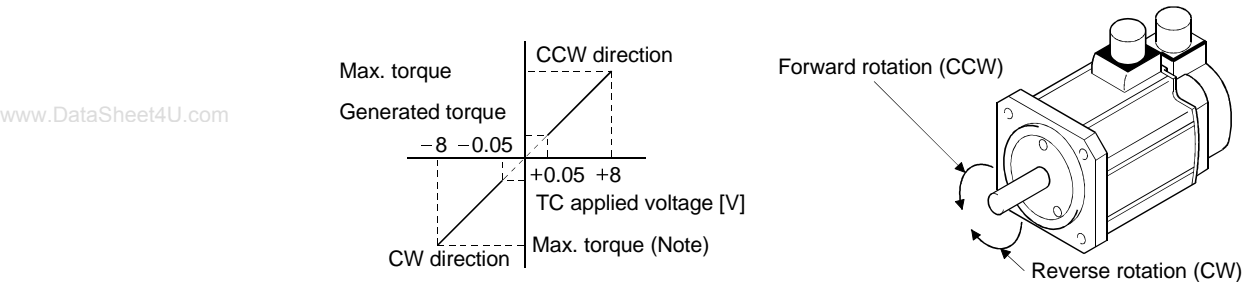 CCW direction
Max. torque
Forward rotation (CCW)
www.DataSheet4U.com
Generated torque
−8 −0.05
+0.05 +8
TC applied voltage [V]
Max. torque (Note)
CW direction
Reverse rotation (CW)